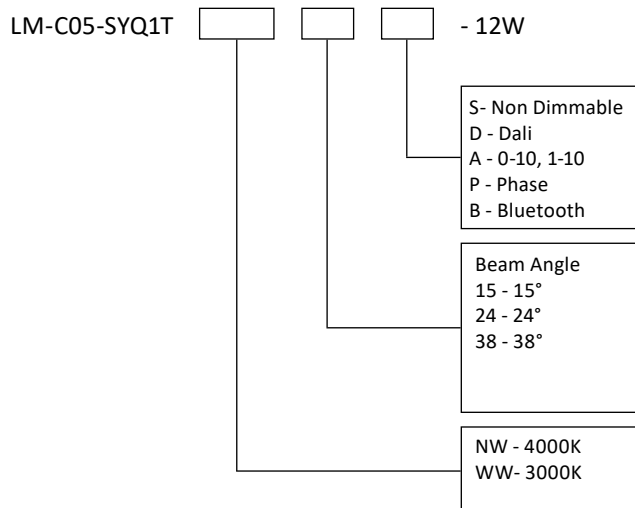 LM-C05-SYQ1T - 12W
S- Non Dimmable
D - Dali
A - 0-10, 1-10
P - Phase
B - Bluetooth
Beam Angle
15 - 15°
24 - 24°
38 - 38°
NW - 4000K
WW- 3000K